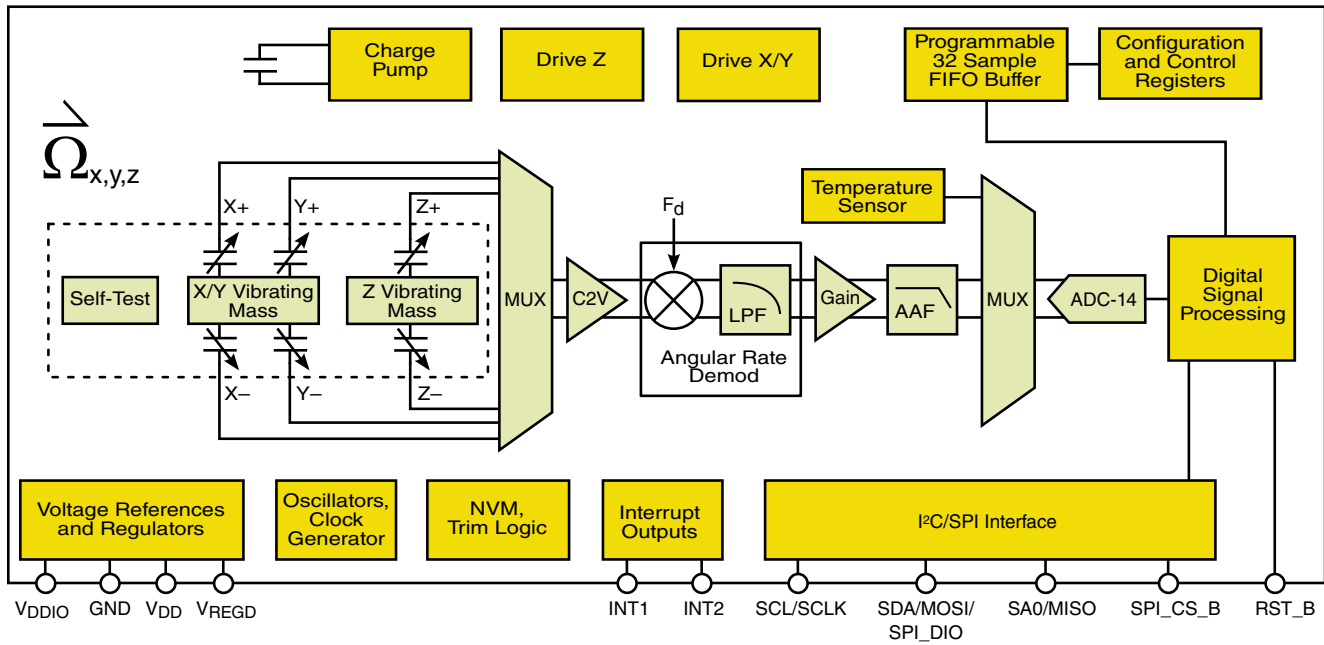 Charge
Pump
Drive Z
Drive X/Y
Programmable
32 Sample
FIFO Buffer
Configuration
and Control
Registers
Ωx,y,z
X+
Y+
Z+
Self-Test
X/Y Vibrating
Mass
Z Vibrating
Mass
X–
Y–
Z–
MUX
C2V
Fd
LPF
Angular Rate
Demod
Gain
AAF
Temperature
Sensor
MUX
ADC-14
Digital
Signal
Processing
Voltage References
and Regulators
Oscillators,
Clock
Generator
NVM,
Trim Logic
Interrupt
Outputs
I²C/SPI Interface
VDDIO
GND
VDD
VREGD
INT1
INT2
SCL/SCLK
SDA/MOSI/
SPI_DIO
SA0/MISO
SPI_CS_B
RST_B